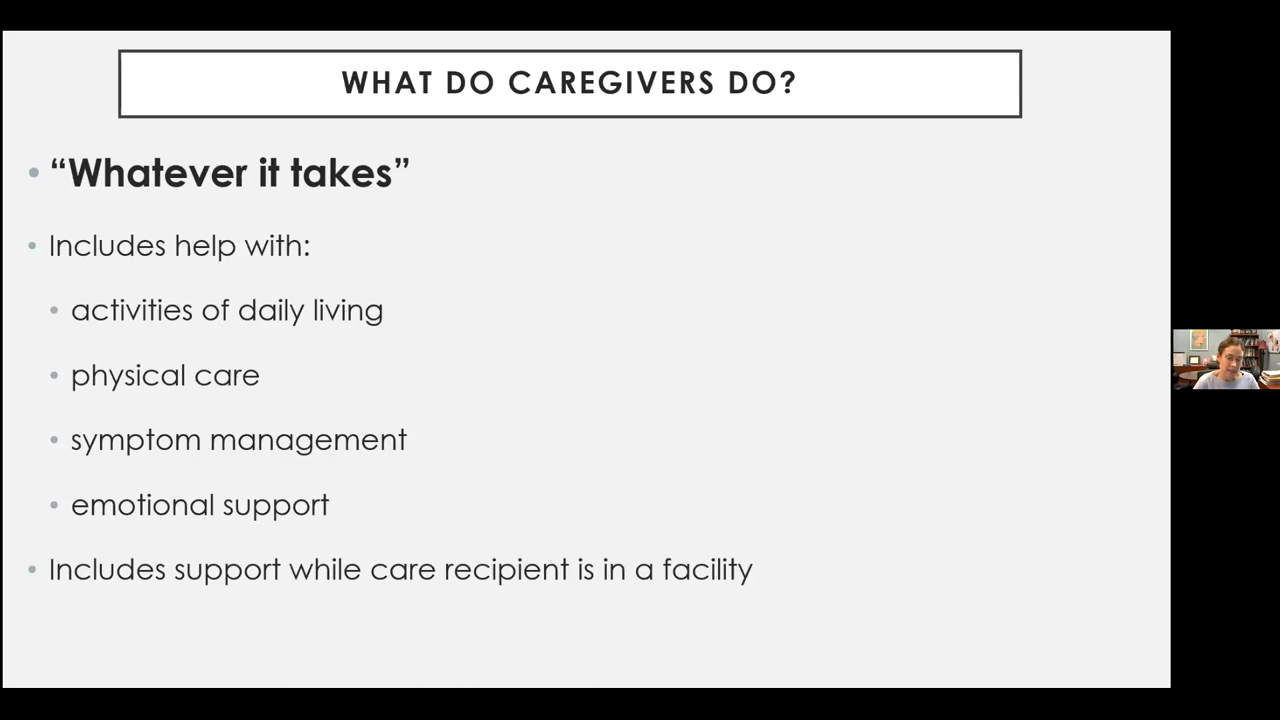 WHAT DO CAREGIVERS DO?
• “Whatever it takes”
• Includes help with:
• activities of daily living
• physical care
• symptom management
• emotional support
• Includes support while care recipient is in a facility